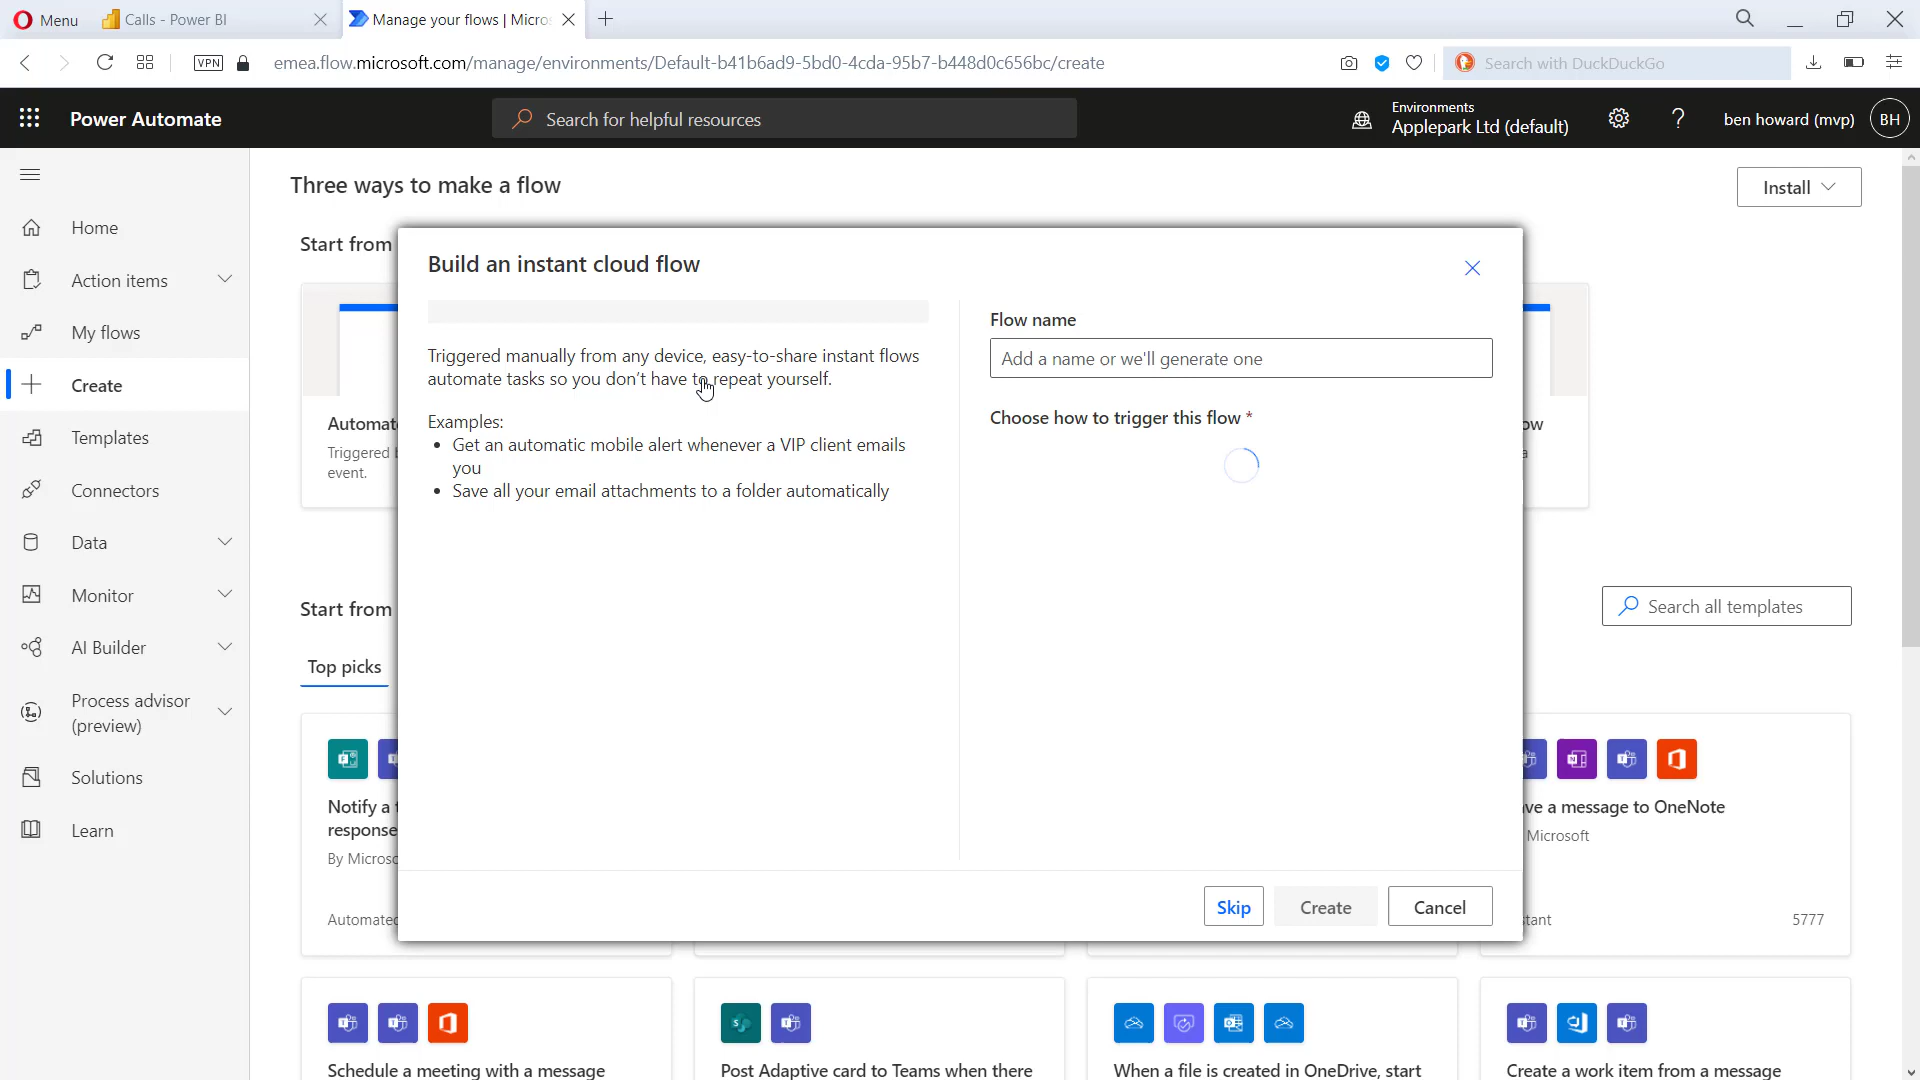 Menu
Calls - Power BI
Manage your flows | Micros
VPN
emea.flow.microsoft.com/manage/environments/Default-b41b6ad9-5bd0-4cda-95b7-b448d0c656bc/create
Search with DuckDuckGo
Power Automate
Search for helpful resources
Environments
Applepark Ltd (default)
?
ben howard (mvp)
BH
Three ways to make a flow
Install
Home
Action items
My flows
Create
Templates
Connectors
Data
Monitor
AI Builder
Process advisor
(preview)
Solutions
Learn
Start from
Automat
Triggered b
event.
ow
a
Build an instant cloud flow
Triggered manually from any device, easy-to-share instant flows
automate tasks so you don't have to repeat yourself.
Examples:
• Get an automatic mobile alert whenever a VIP client emails
you
• Save all your email attachments to a folder automatically
Flow name
Add a name or we'll generate one
Choose how to trigger this flow *
Skip
Create
Cancel
Start from
Search all templates
Top picks
Notify a t
response
By Microso
Automated
ve a message to OneNote
Microsoft
stant
5777
Schedule a meeting with a message
Post Adaptive card to Teams when there
When a file is created in OneDrive, start
Create a work item from a message